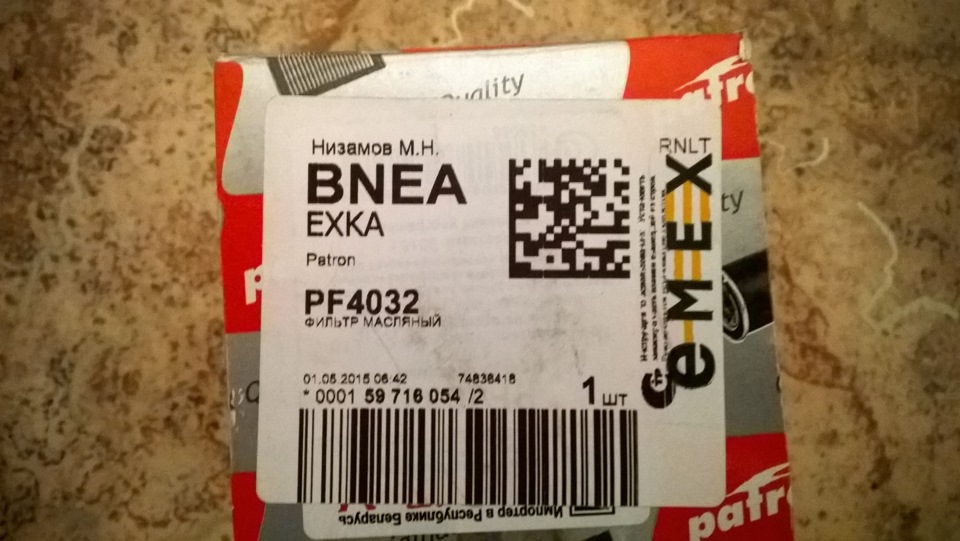 quality
Низамов М.Н.
BNEA
EXKA
Patron
PF4032
ФИЛЬТР МАСЛЯНЫЙ
01.05.2015 06:42 74836418
* 0001 59 716 054 /2
1 шт
RNLT
eMEX
Импортер в Республике Беларусь
patr